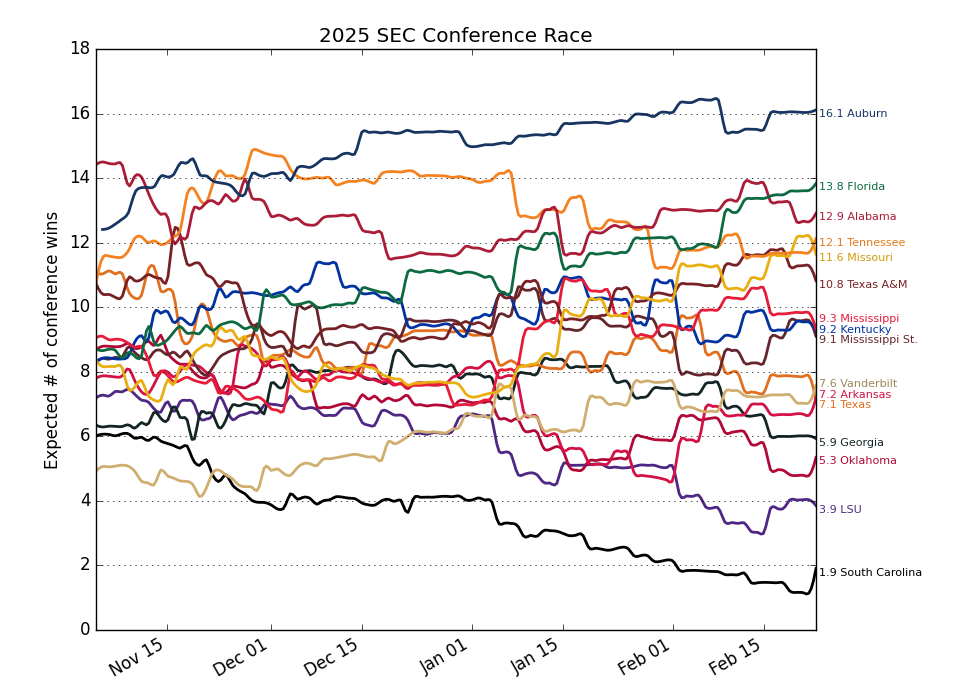 2025 SEC Conference Race
Expected # of conference wins
18
16
14
12
10
8
6
4
2
0
16.1 Auburn
13.8 Florida
12.9 Alabama
12.1 Tennessee
11.6 Missouri
10.8 Texas A&M
9.3 Mississippi
9.2 Kentucky
9.1 Mississippi St.
7.6 Vanderbilt
7.2 Arkansas
7.1 Texas
5.9 Georgia
5.3 Oklahoma
3.9 LSU
1.9 South Carolina
Nov 15
Dec 01
Dec 15
Jan 01
Jan 15
Feb 01
Feb 15